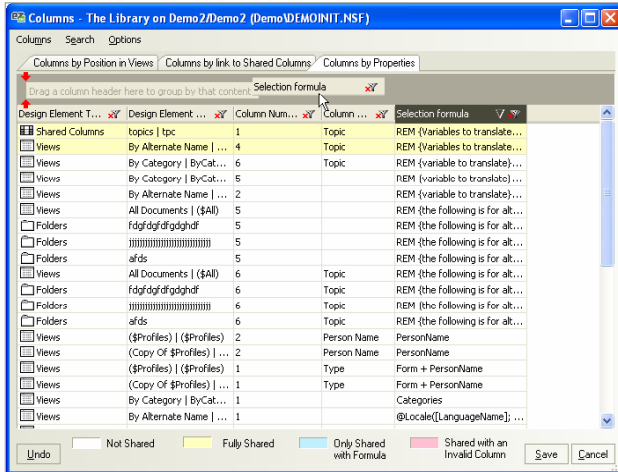 Columns - The Library on Demo2/Demo2 (Demo\DEMOINIT.NSF)
Columns Search Options
Columns by Position in Views Columns by link to Shared Columns Columns by Properties
Drag a column header here to group by that content Selection formula
Design Element T... Design Element ... Column Num... Column ... Selection formula
Shared Columns topics | tpc 1 Topic REM {Variables to translate...
Views By Alternate Name | ... 4 Topic REM {Variables to translate...
Views By Category | ByCat... 6 Topic REM {variable to translate}...
Views By Category | ByCat... 5 REM {variable to translate}...
Views By Alternate Name | ... 2 REM {variable to translate}...
Views All Documents | ($All) 5 REM {the following is for alt...
Folders fdgfdgfdfgdghdf 5 REM {the following is for alt...
Folders 5 REM {the following is for alt...
Folders afds 5 REM {the following is for alt...
Views All Documents | ($All) 6 Topic REM {the following is for alt...
Folders fdgfdgfdfgdghdf 6 Topic REM {the following is for alt...
Folders 6 Topic REM {the following is for alt...
Folders afds 6 Topic REM {the following is for alt...
Views ($Profiles) | ($Profiles) 2 Person Name PersonName
Views (Copy Of $Profiles) | ... 2 Person Name PersonName
Views ($Profiles) | ($Profiles) 1 Type Form + PersonName
Views (Copy Of $Profiles) | ... 1 Type Form + PersonName
Views By Category | ByCat... 1 Categories
Views By Alternate Name | ... 1 @Locale([LanguageName]; ...
Undo Not Shared Fully Shared Only Shared with Formula Shared with an Invalid Column Save Cancel